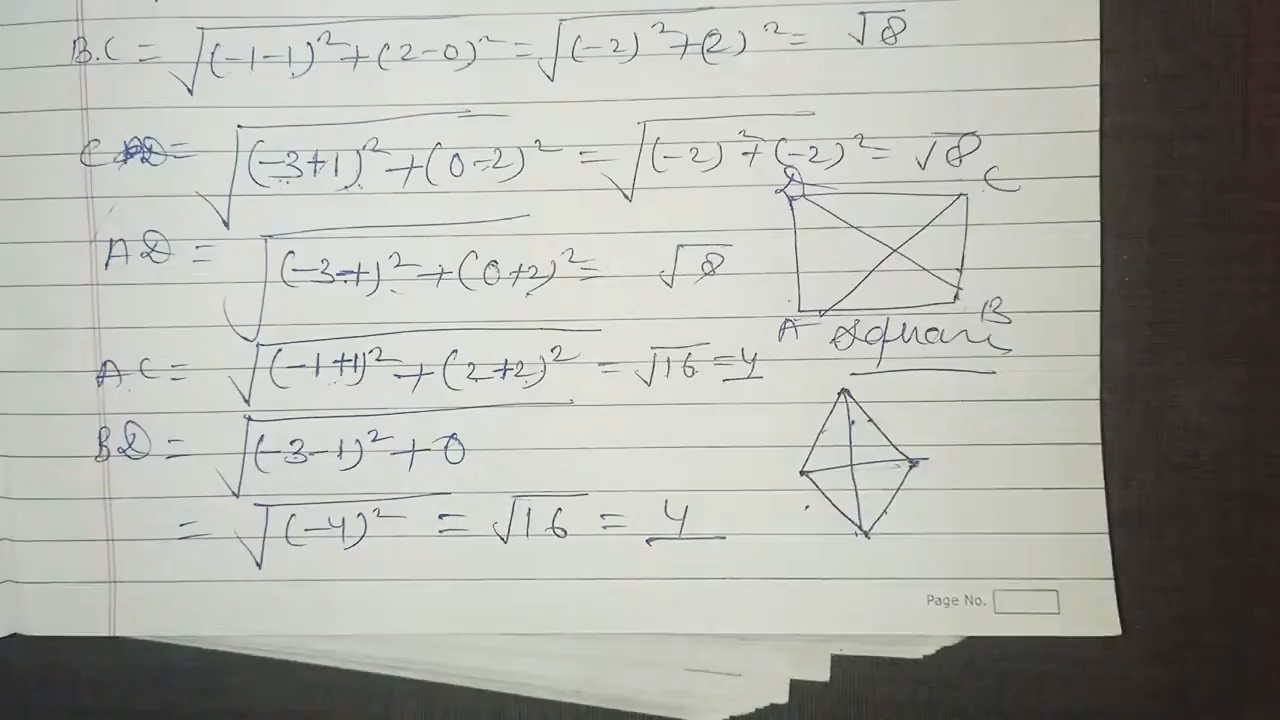 B.C = √(-1-1)² + (2-0)² = √(-2)² + (2)² = √8
CD = √(-3+1)² + (0-2)² = √(-2)² + (-2)² = √8
D C
AD = √(-3+1)² + (0+2)² = √8
A B
Square
AC = √(-1+1)² + (2+2)² = √16 = 4
BD = √(-3-1)² + 0
= √(-4)² = √16 = 4
Page No.